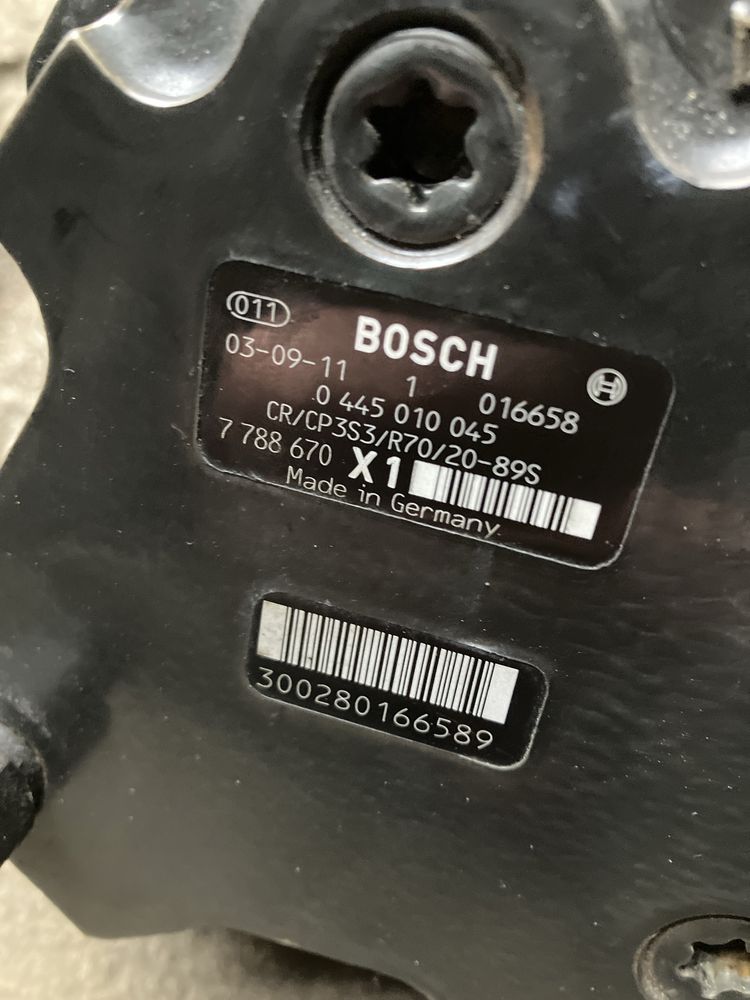 011
BOSCH
03-09-11 1 016658
0 445 010 045
CR/CP3S3/R70/20-89S
7 788 670 X1
Made in Germany
300280166589